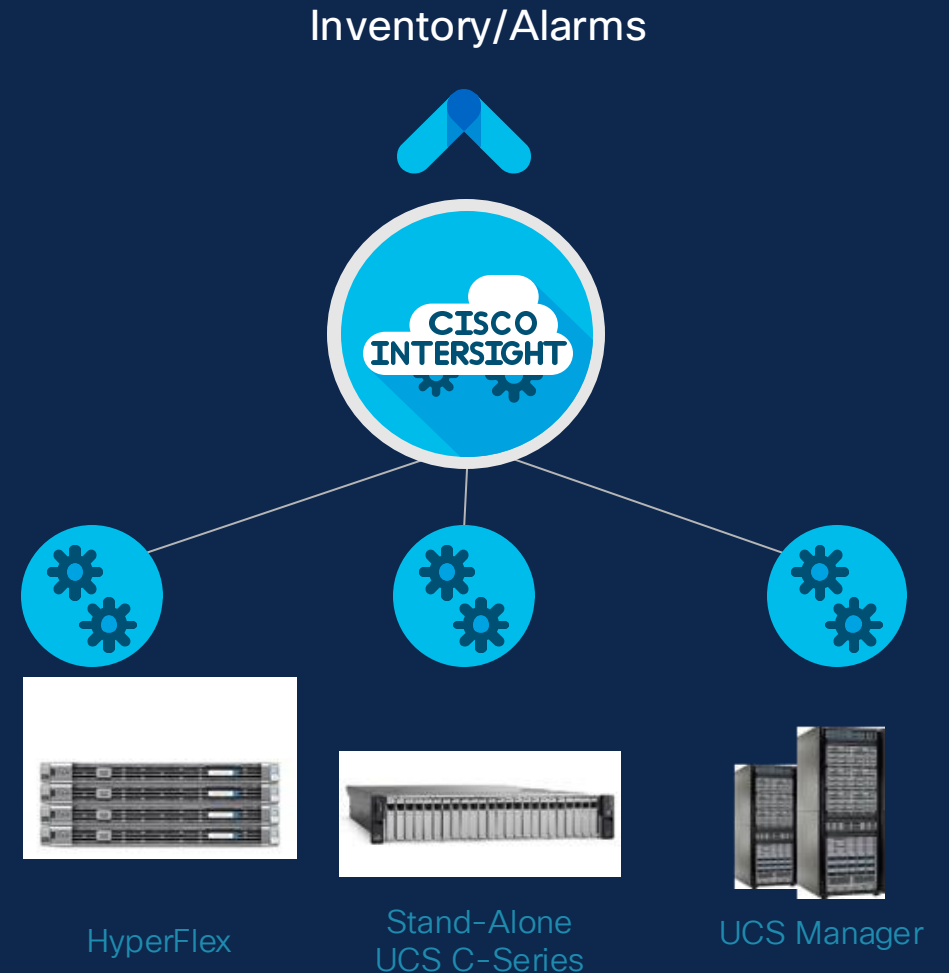 Inventory/Alarms
CISCO
INTERSIGHT
HyperFlex
Stand-Alone
UCS C-Series
UCS Manager